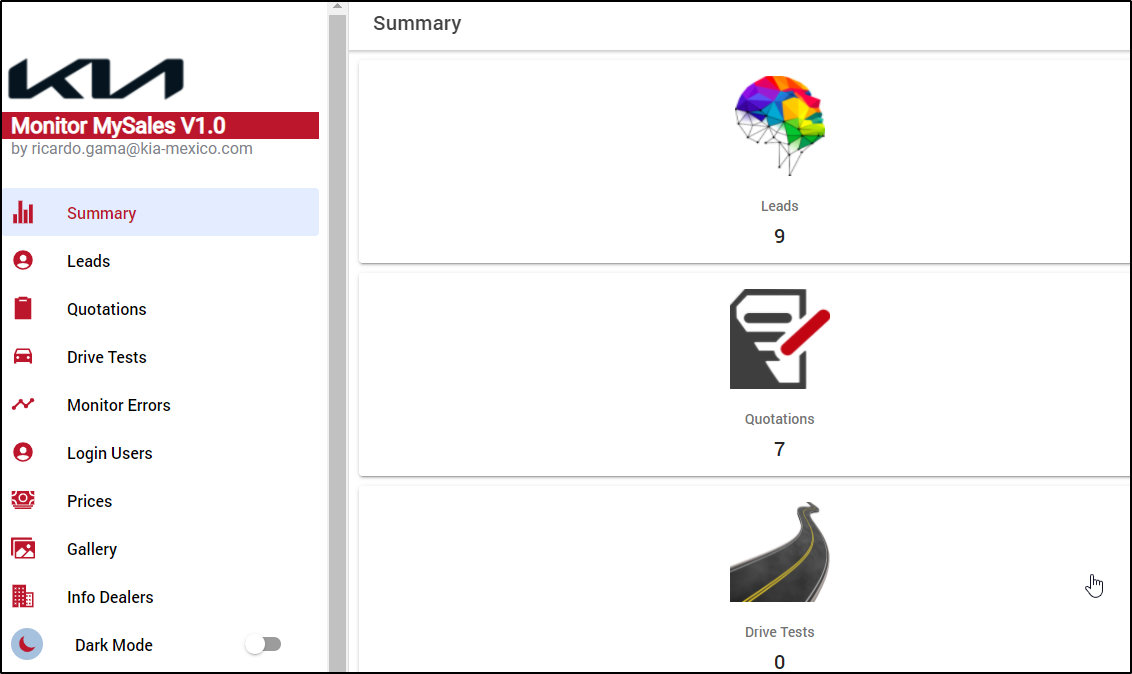 KIA
Monitor MySales V1.0
by ricardo.gama@kia-mexico.com
Summary
Leads
Quotations
Drive Tests
Monitor Errors
Login Users
Prices
Gallery
Info Dealers
Dark Mode
Summary
Leads
9
Quotations
7
Drive Tests
0